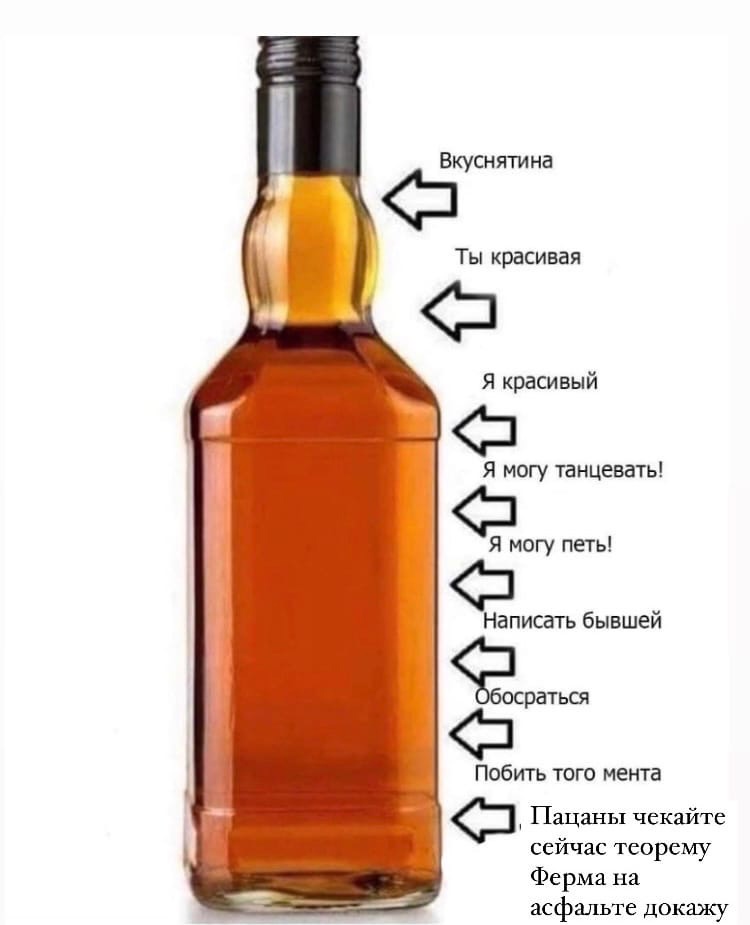 Вкуснятина
Ты красивая
Я красивый
Я могу танцевать!
Я могу петь!
Написать бывшей
Обосраться
Побить того мента
Пацаны чекайте
сейчас теорему
Ферма на
асфальте докажу